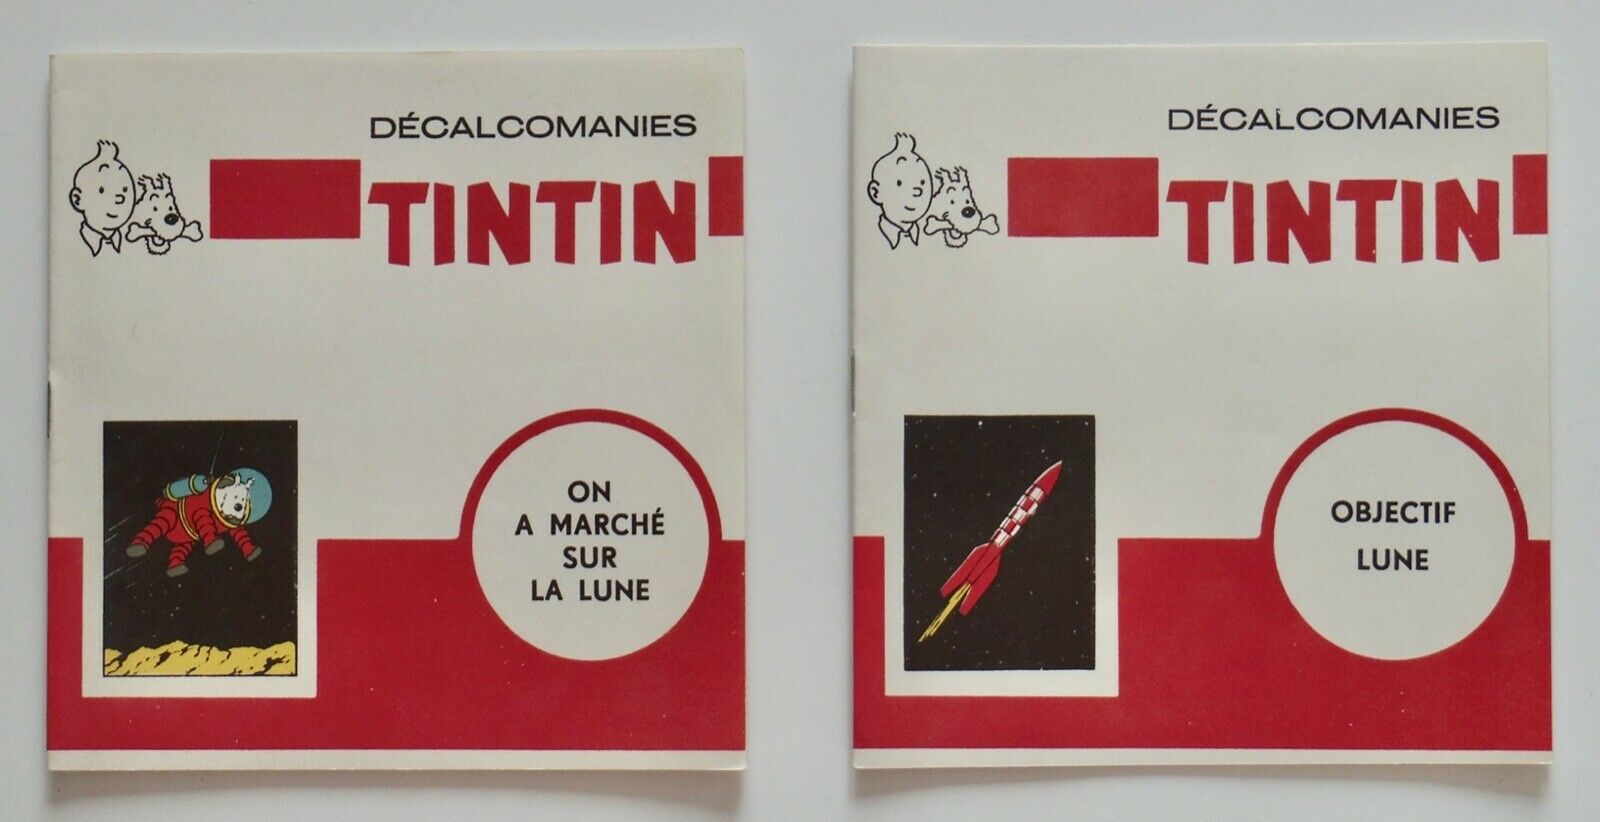 DÉCALCOMANIES
TINTIN
ON
A MARCHÉ
SUR
LA LUNE
DÉCALCOMANIES
TINTIN
OBJECTIF
LUNE